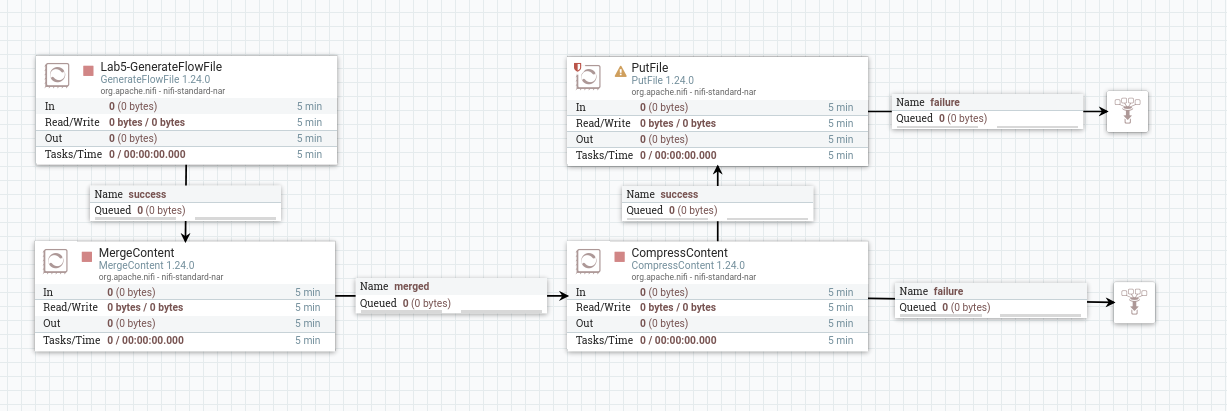 Lab5-GenerateFlowFile
GenerateFlowFile 1.24.0
org.apache.nifi - nifi-standard-nar
In 0 (0 bytes) 5 min
Read/Write 0 bytes / 0 bytes 5 min
Out 0 (0 bytes) 5 min
Tasks/Time 0 / 00:00:00.000 5 min
Name success
Queued 0 (0 bytes)
MergeContent
MergeContent 1.24.0
org.apache.nifi - nifi-standard-nar
In 0 (0 bytes) 5 min
Read/Write 0 bytes / 0 bytes 5 min
Out 0 (0 bytes) 5 min
Tasks/Time 0 / 00:00:00.000 5 min
Name merged
Queued 0 (0 bytes)
PutFile
PutFile 1.24.0
org.apache.nifi - nifi-standard-nar
In 0 (0 bytes) 5 min
Read/Write 0 bytes / 0 bytes 5 min
Out 0 (0 bytes) 5 min
Tasks/Time 0 / 00:00:00.000 5 min
Name failure
Queued 0 (0 bytes)
Name success
Queued 0 (0 bytes)
CompressContent
CompressContent 1.24.0
org.apache.nifi - nifi-standard-nar
In 0 (0 bytes) 5 min
Read/Write 0 bytes / 0 bytes 5 min
Out 0 (0 bytes) 5 min
Tasks/Time 0 / 00:00:00.000 5 min
Name failure
Queued 0 (0 bytes)